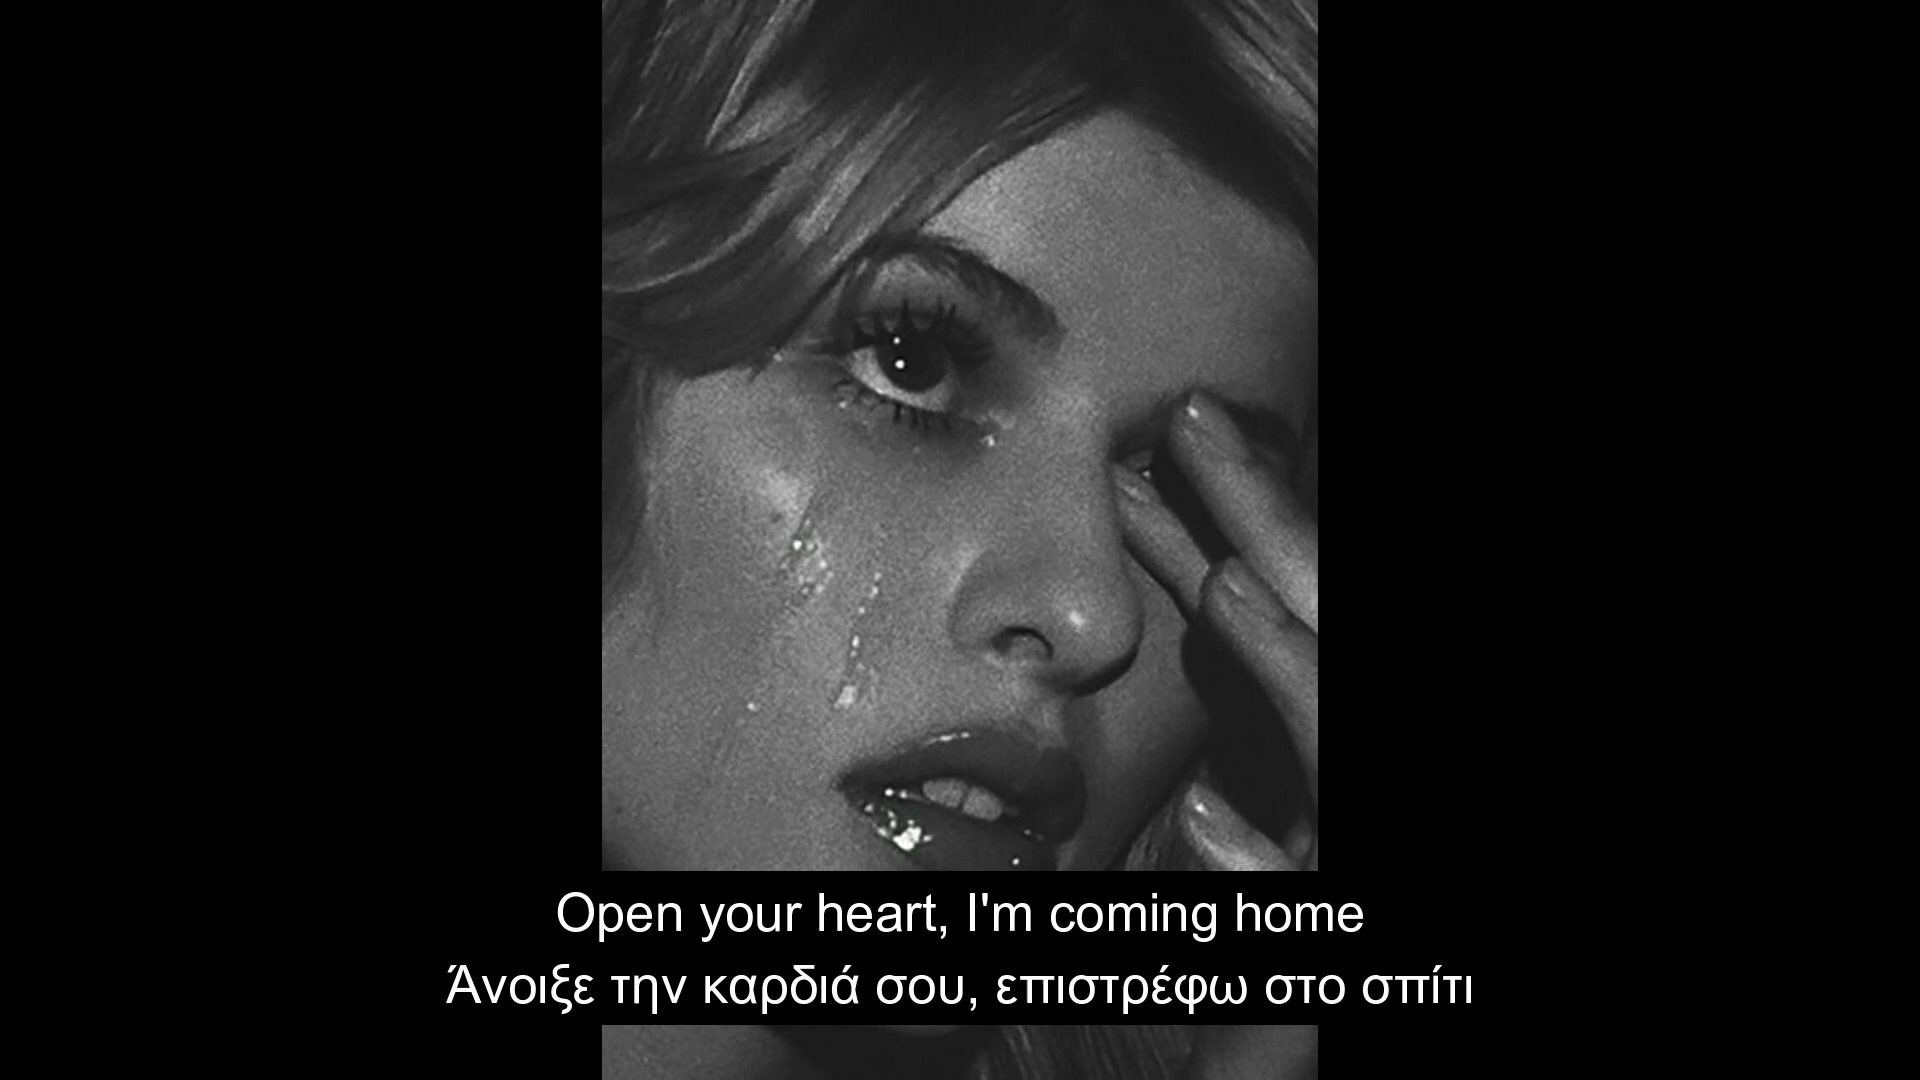 Open your heart, I'm coming home
Άνοιξε την καρδιά σου, επιστρέφω στο σπίτι